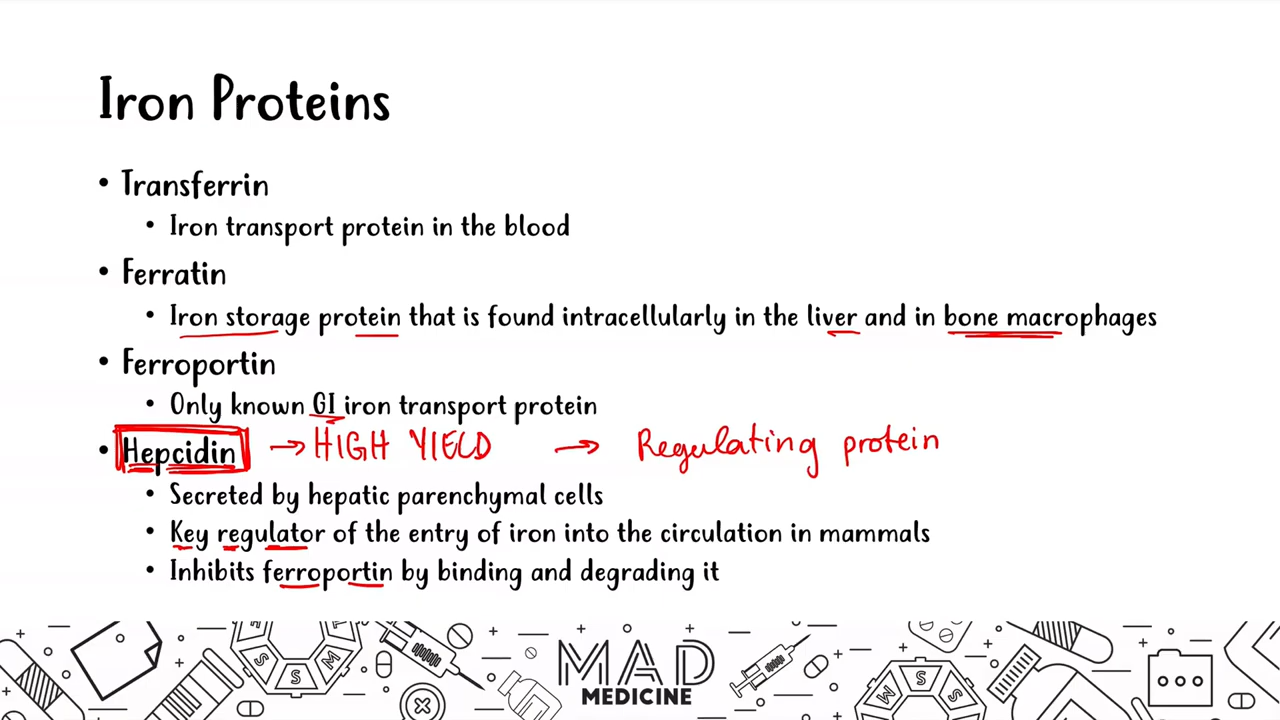 Iron Proteins
• Transferrin
• Iron transport protein in the blood
• Ferratin
• Iron storage protein that is found intracellularly in the liver and in bone macrophages
• Ferroportin
• Only known GI iron transport protein
• Hepcidin → HIGH YIELD → Regulating protein
• Secreted by hepatic parenchymal cells
• Key regulator of the entry of iron into the circulation in mammals
• Inhibits ferroportin by binding and degrading it
MAD
MEDICINE